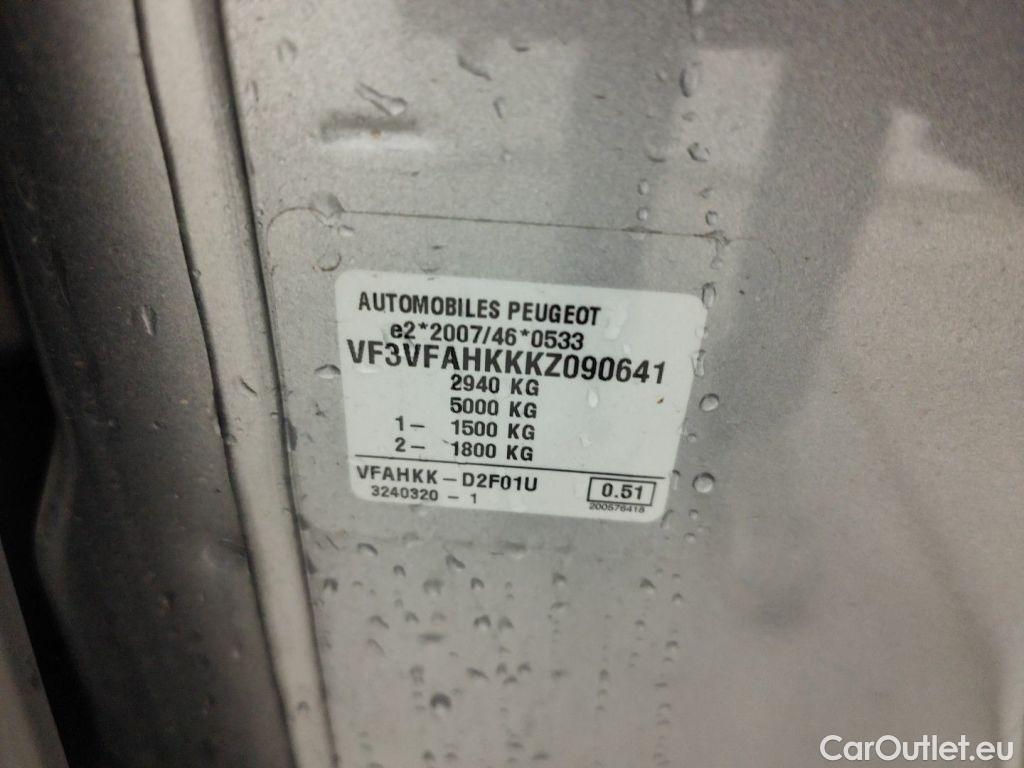 AUTOMOBILES PEUGEOT
e2*2007/46*0533
VF3VFAHKKKZ090641
2940 KG
5000 KG
1- 1500 KG
2- 1800 KG
VFAHKK - D2F01U
0.51
3240320 - 1
200576418
CarOutlet.eu